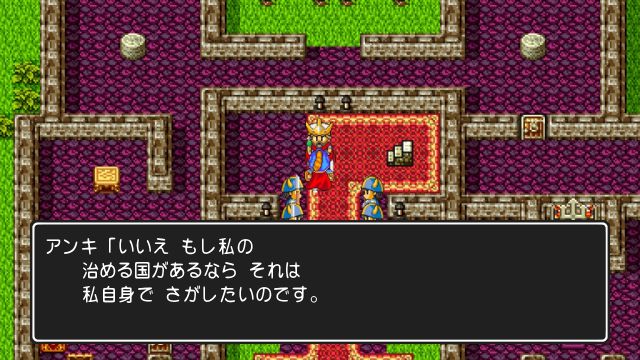 アンキ「いいえ もし私の
治める国があるなら それは
私自身で さがしたいのです。